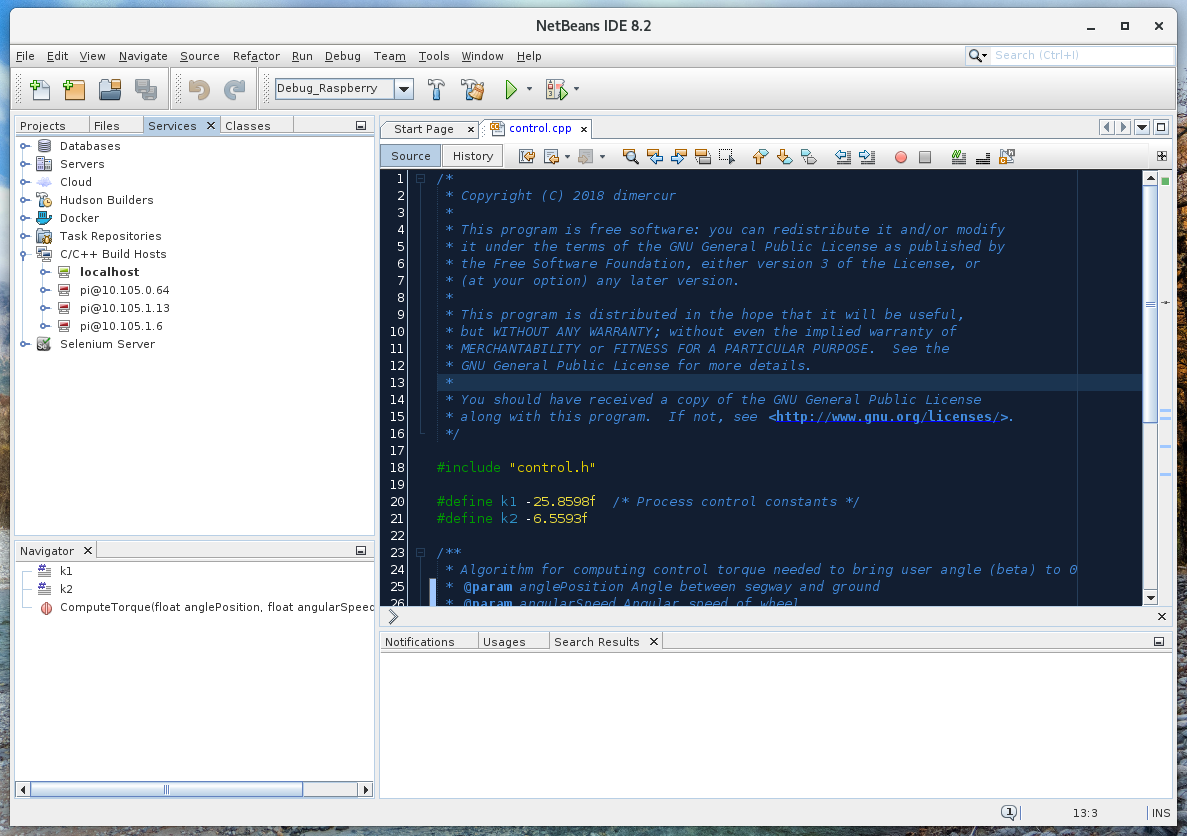 NetBeans IDE 8.2
File Edit View Navigate Source Refactor Run Debug Team Tools Window Help
Search (Ctrl+I)
Debug_Raspberry
Projects Files Services Classes
Databases
Servers
Cloud
Hudson Builders
Docker
Task Repositories
C/C++ Build Hosts
localhost
pi@10.105.0.64
pi@10.105.1.13
pi@10.105.1.6
Selenium Server
Navigator
k1
k2
ComputeTorque(float anglePosition, float angularSpeed
Start Page control.cpp
Source History
1 /*
2 * Copyright (C) 2018 dimercur
3 *
4 * This program is free software: you can redistribute it and/or modify
5 * it under the terms of the GNU General Public License as published by
6 * the Free Software Foundation, either version 3 of the License, or
7 * (at your option) any later version.
8 *
9 * This program is distributed in the hope that it will be useful,
10 * but WITHOUT ANY WARRANTY; without even the implied warranty of
11 * MERCHANTABILITY or FITNESS FOR A PARTICULAR PURPOSE.  See the
12 * GNU General Public License for more details.
13 *
14 * You should have received a copy of the GNU General Public License
15 * along with this program.  If not, see <http://www.gnu.org/licenses/>.
16 */
17
18 #include "control.h"
19
20 #define k1 -25.8598f  /* Process control constants */
21 #define k2 -6.5593f
22
23 /**
24 * Algorithm for computing control torque needed to bring user angle (beta) to 0
25 * @param anglePosition Angle between segway and ground
26 * @param angularSpeed Angular speed of wheel
Notifications Usages Search Results
1 13:3 INS